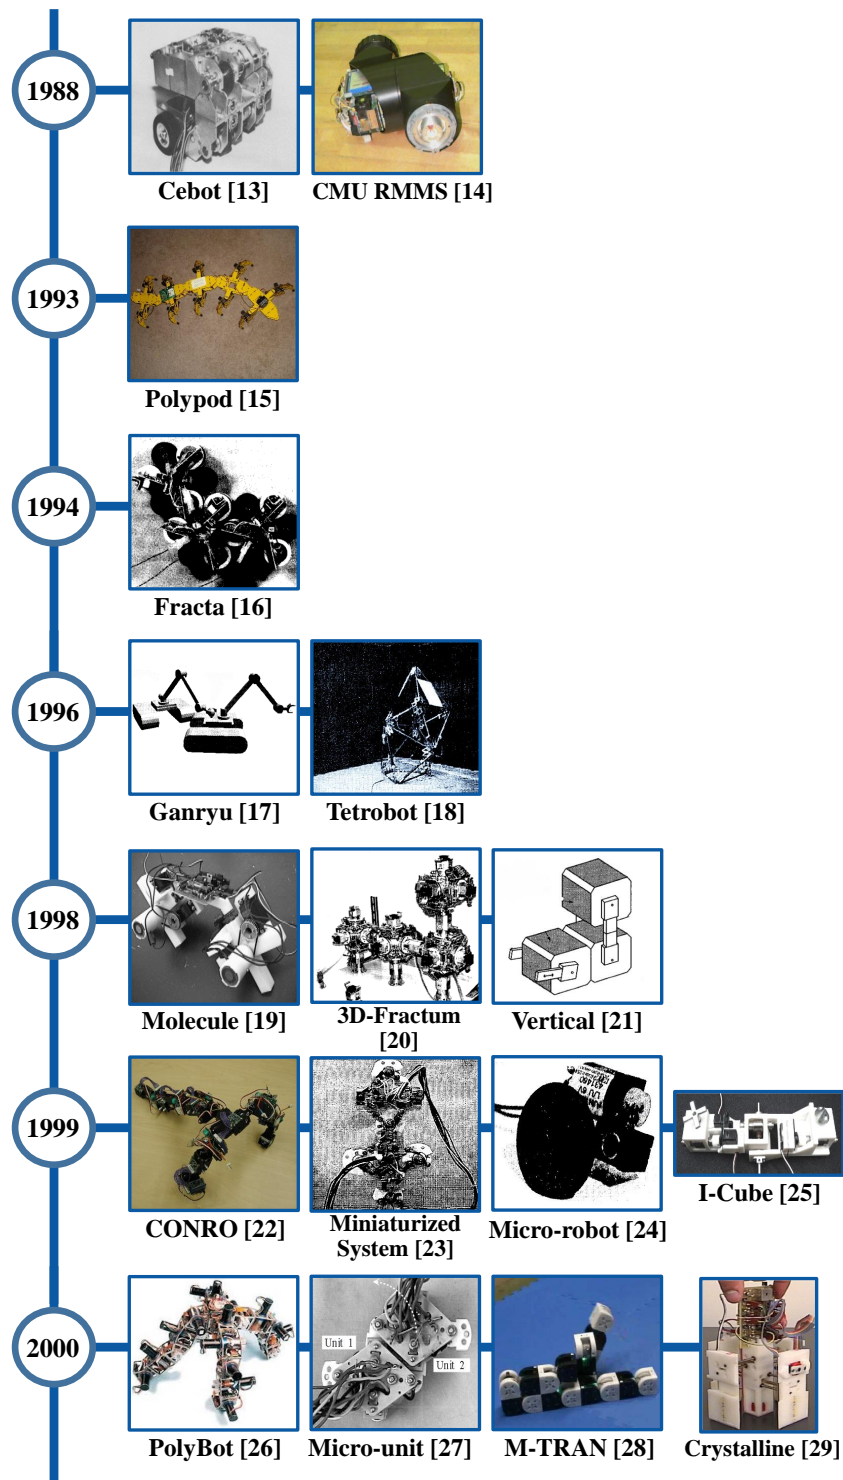 1988
Cebot [13]
CMU RMMS [14]
1993
Polypod [15]
1994
Fracta [16]
1996
Ganryu [17]
Tetrobot [18]
1998
Molecule [19]
3D-Fractum
[20]
Vertical [21]
1999
CONRO [22]
Miniaturized
System [23]
Micro-robot [24]
I-Cube [25]
2000
Unit 1
Unit 2
PolyBot [26]
Micro-unit [27]
M-TRAN [28]
Crystalline [29]